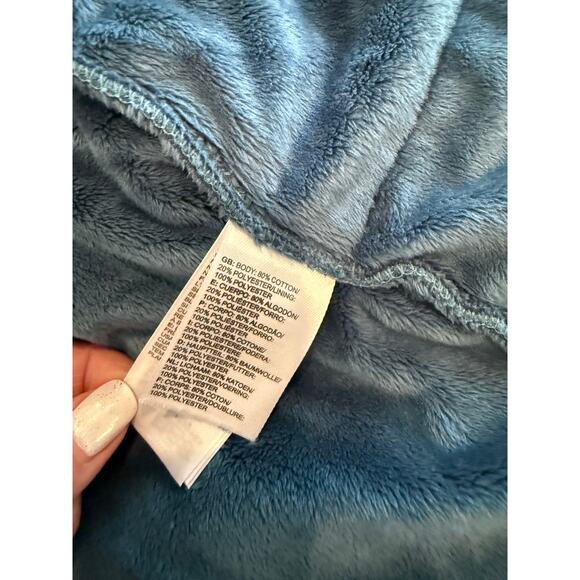 GB: BODY: 80% COTTON/
20% POLYESTER/LINING:
100% POLYESTER
E: CUERPO: 80% ALGODÓN/
20% POLIÉSTER/FORRO:
100% POLIÉSTER
P: CORPO: 80% ALGODÃO/
20% POLIÉSTER/FORRO:
100% POLIÉSTER
I: CORPO: 80% COTONE/
20% POLIESTERE/FODERA:
100% POLIESTERE
D: HAUPTTEIL: 80% BAUMWOLLE/
20% POLYESTER/FUTTER:
100% POLYESTER
NL: LICHAAM: 80% KATOEN/
20% POLYESTER/VOERING:
100% POLYESTER
F: CORPS: 80% COTON/
20% POLYESTER/DOUBLURE:
100% POLYESTER